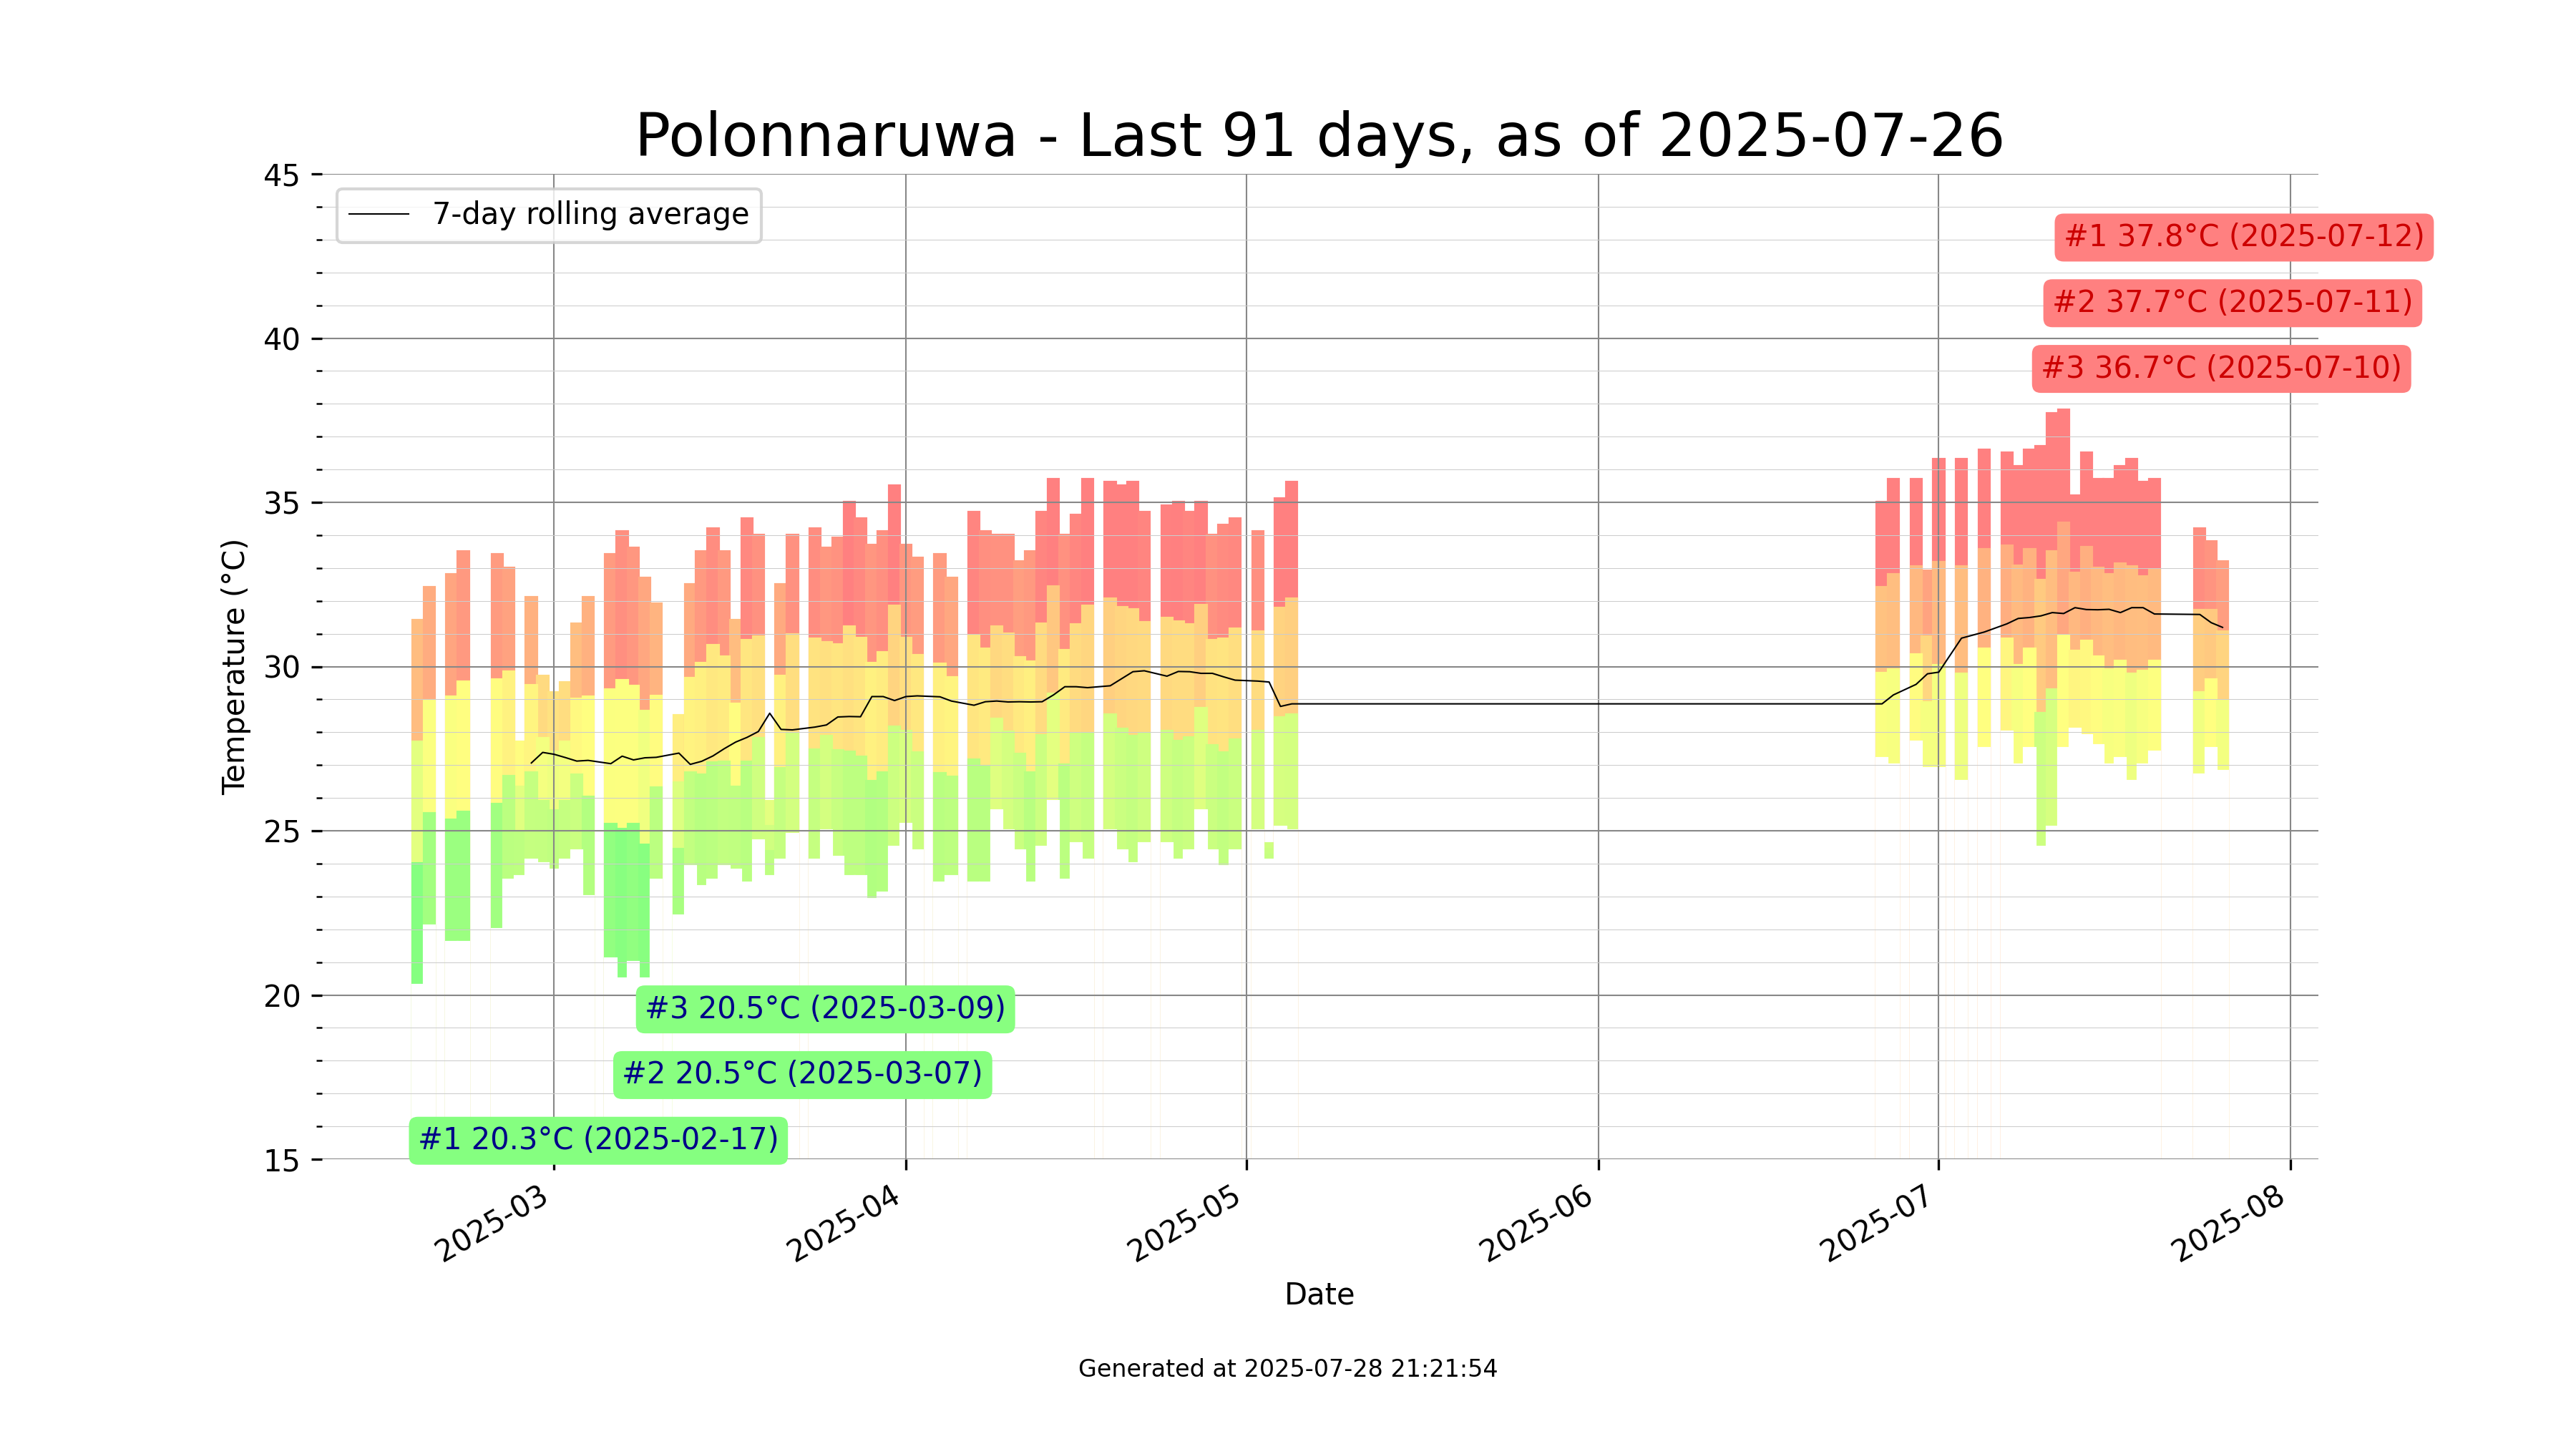 Polonnaruwa - Last 91 days, as of 2025-07-26
45
7-day rolling average
#1 37.8°C (2025-07-12)
#2 37.7°C (2025-07-11)
40
#3 36.7°C (2025-07-10)
35
Temperature (°C)
30
25
20
#3 20.5°C (2025-03-09)
#2 20.5°C (2025-03-07)
#1 20.3°C (2025-02-17)
15
2025-03
2025-04
2025-05
2025-06
2025-07
2025-08
Date
Generated at 2025-07-28 21:21:54